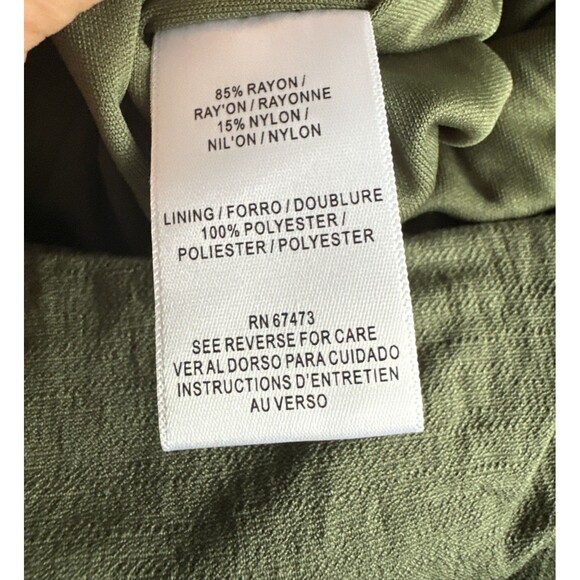 85% RAYON /
RAY'ON / RAYONNE
15% NYLON /
NIL'ON / NYLON
LINING / FORRO / DOUBLURE
100% POLYESTER /
POLIESTER / POLYESTER
RN 67473
SEE REVERSE FOR CARE
VER AL DORSO PARA CUIDADO
INSTRUCTIONS D'ENTRETIEN
AU VERSO